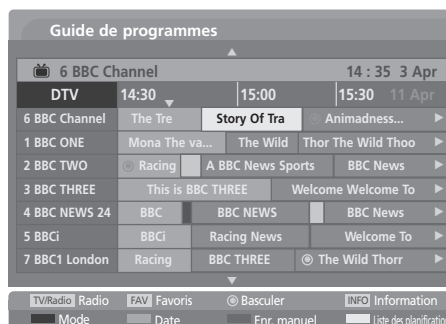 Guide de programmes
6 BBC Channel 14 : 35 3 Apr
DTV 14:30 15:00 15:30 11 Apr
6 BBC Channel The Tre Story Of Tra Animadness...
1 BBC ONE Mona The va... The Wild Thor The Wild Thoo
2 BBC TWO Racing A BBC News Sports BBC News
3 BBC THREE This is BBC THREE Welcome Welcome To
4 BBC NEWS 24 BBC BBC NEWS BBC News
5 BBCi BBCi Racing News Welcome To
7 BBC1 London Racing BBC THREE The Wild Thorr
TV/Radio Radio FAV Favoris Basculer INFO Information
Mode Date Enr. manuel Liste des planificatio